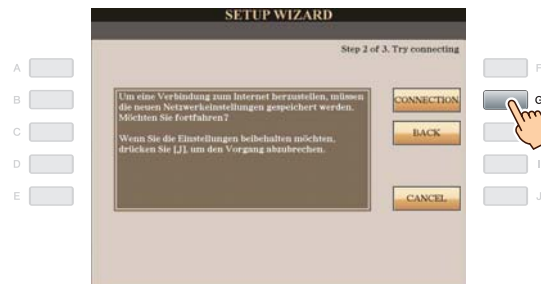 SETUP WIZARD
Step 2 of 3. Try connecting
A
B
C
D
E
Um eine Verbindung zum Internet herzustellen, müssen
die neuen Netzwerkeinstellungen gespeichert werden.
Möchten Sie fortfahren?
Wenn Sie die Einstellungen beibehalten möchten,
drücken Sie [J], um den Vorgang abzubrechen.
CONNECTION
BACK
CANCEL
F
G
I
J